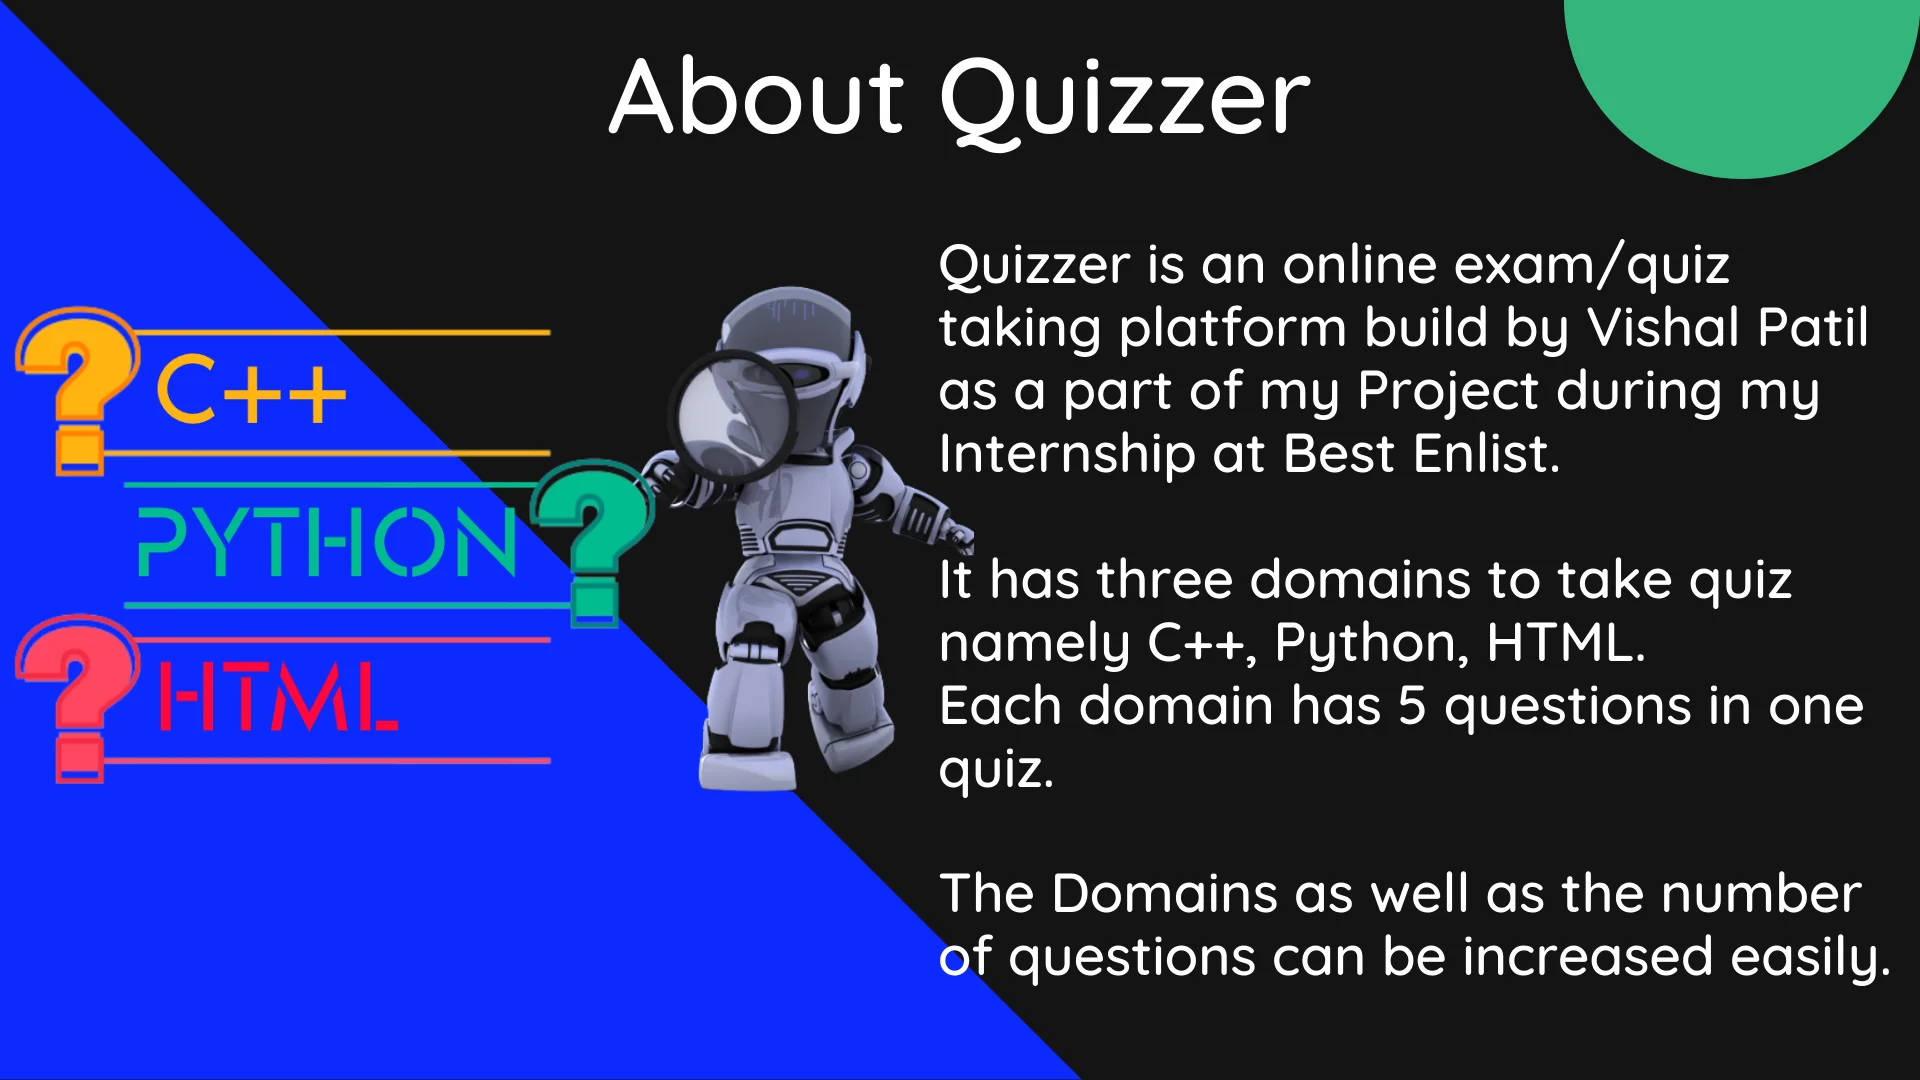 About Quizzer
C++
PYTHON
HTML
Quizzer is an online exam/quiz
taking platform build by Vishal Patil
as a part of my Project during my
Internship at Best Enlist.
It has three domains to take quiz
namely C++, Python, HTML.
Each domain has 5 questions in one
quiz.
The Domains as well as the number
of questions can be increased easily.